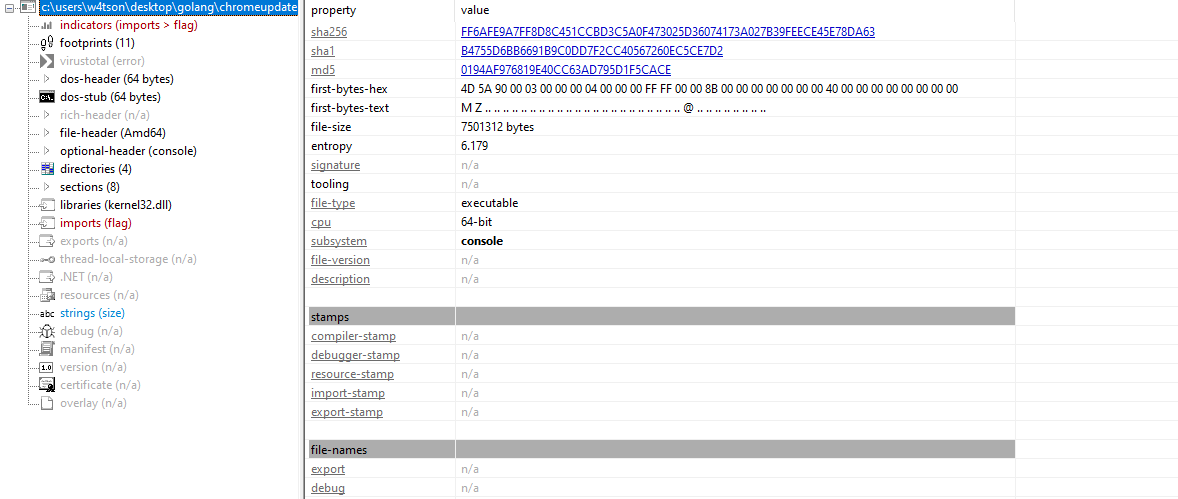 c:\users\w4tson\desktop\golang\chromeupdate
indicators (imports > flag)
footprints (11)
virustotal (error)
dos-header (64 bytes)
dos-stub (64 bytes)
rich-header (n/a)
file-header (Amd64)
optional-header (console)
directories (4)
sections (8)
libraries (kernel32.dll)
imports (flag)
exports (n/a)
thread-local-storage (n/a)
.NET (n/a)
resources (n/a)
abc strings (size)
debug (n/a)
manifest (n/a)
1.0 version (n/a)
certificate (n/a)
overlay (n/a)
property value
sha256 FF6AFE9A7FF8D8C451CCBD3C5A0F473025D36074173A027B39FEECE45E78DA63
sha1 B4755D6BB6691B9C0DD7F2CC40567260EC5CE7D2
md5 0194AF976819E40CC63AD795D1F5CACE
first-bytes-hex 4D 5A 90 00 03 00 00 00 04 00 00 00 FF FF 00 00 8B 00 00 00 00 00 00 00 40 00 00 00 00 00 00 00
first-bytes-text M Z .. .. .. .. .. .. .. .. .. .. .. .. .. .. .. .. .. .. .. .. .. .. @ .. .. .. .. .. .. ..
file-size 7501312 bytes
entropy 6.179
signature n/a
tooling n/a
file-type executable
cpu 64-bit
subsystem console
file-version n/a
description n/a
stamps
compiler-stamp n/a
debugger-stamp n/a
resource-stamp n/a
import-stamp n/a
export-stamp n/a
file-names
export n/a
debug n/a